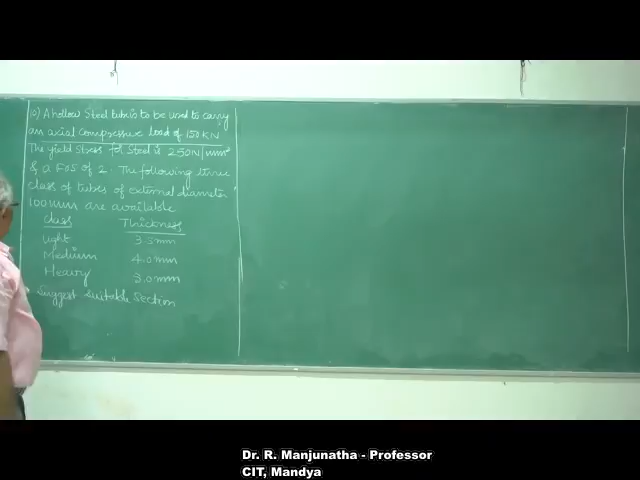 10) A hollow Steel tube is to be used to carry
an axial compressive load of 150 KN
The yield Stress for Steel is 250N/mm²
& a FOS of 2. The following three
class of tubes of external diameter
100mm are available
Class Thickness
Light 3.5mm
Medium 4.0mm
Heavy 5.0mm
Suggest suitable section
Dr. R. Manjunatha - Professor
CIT, Mandya